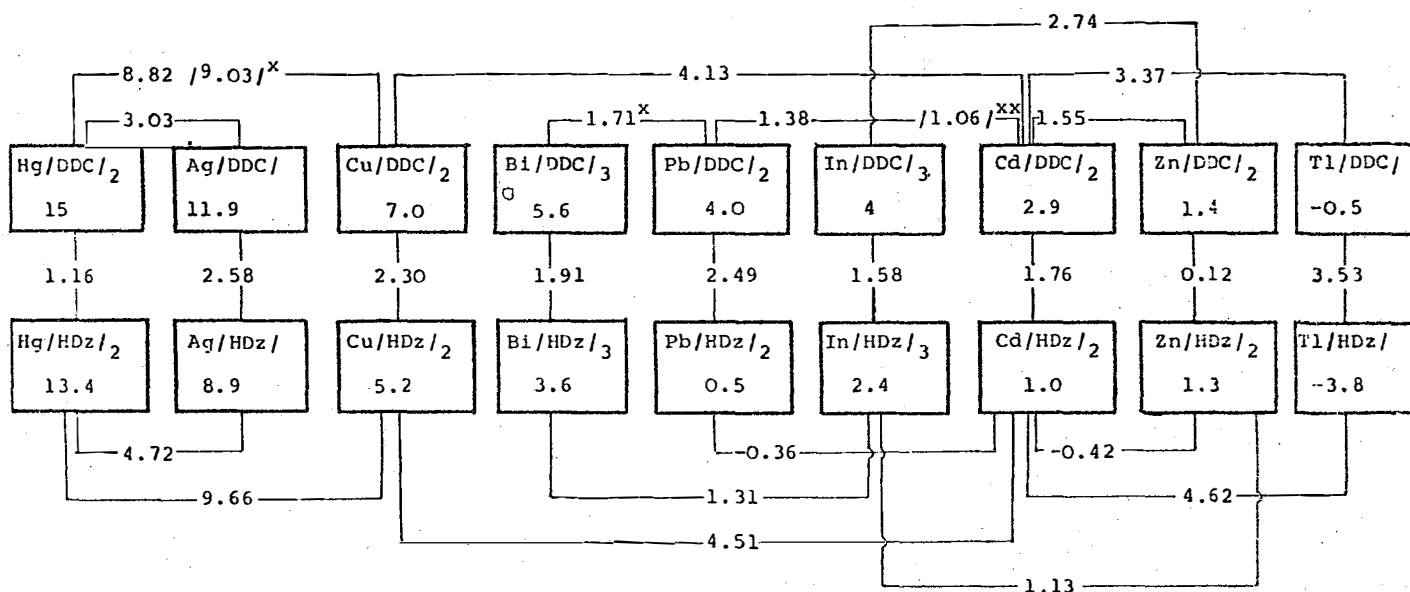 2.74
8.82 /9.03/x 4.13 3.37
3.03 1.71x 1.38 /1.06/xx 1.55
Hg/DDC/2 Ag/DDC/ Cu/DDC/2 Bi/DDC/3 Pb/DDC/2 In/DDC/3 Cd/DDC/2 Zn/DDC/2 Tl/DDC/
15 11.9 7.0 5.6 4.0 4 2.9 1.4 -0.5
1.16 2.58 2.30 1.91 2.49 1.58 1.76 0.12 3.53
Hg/HDz/2 Ag/HDz/ Cu/HDz/2 Bi/HDz/3 Pb/HDz/2 In/HDz/3 Cd/HDz/2 Zn/HDz/2 Tl/HDz/
13.4 8.9 5.2 3.6 0.5 2.4 1.0 1.3 -3.8
4.72 -0.36 -0.42
9.66 1.31 4.62
4.51
1.13